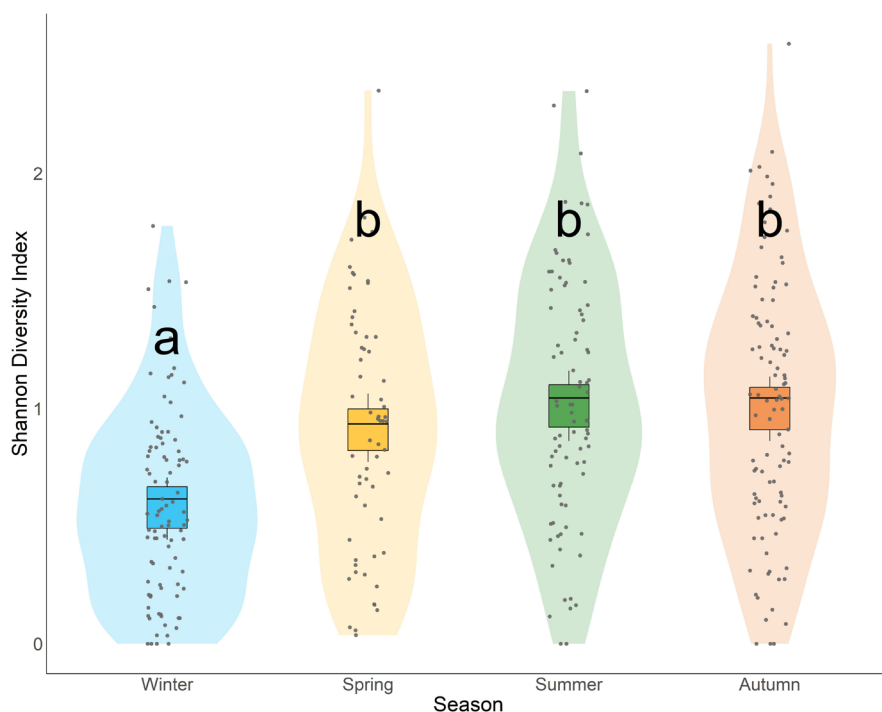 Shannon Diversity Index
2
1
0
a
b
b
b
Winter
Spring
Summer
Autumn
Season